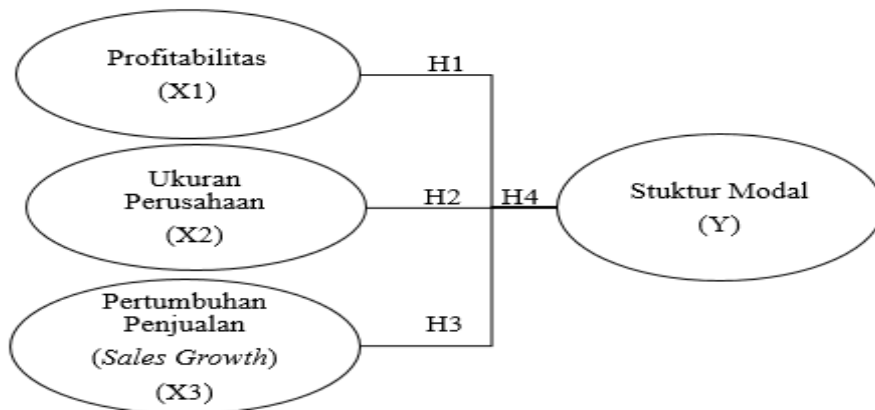 Profitabilitas
(X1)
H1
Ukuran
Perusahaan
(X2)
H2
H4
Stuktur Modal
(Y)
Pertumbuhan
Penjualan
(Sales Growth)
(X3)
H3